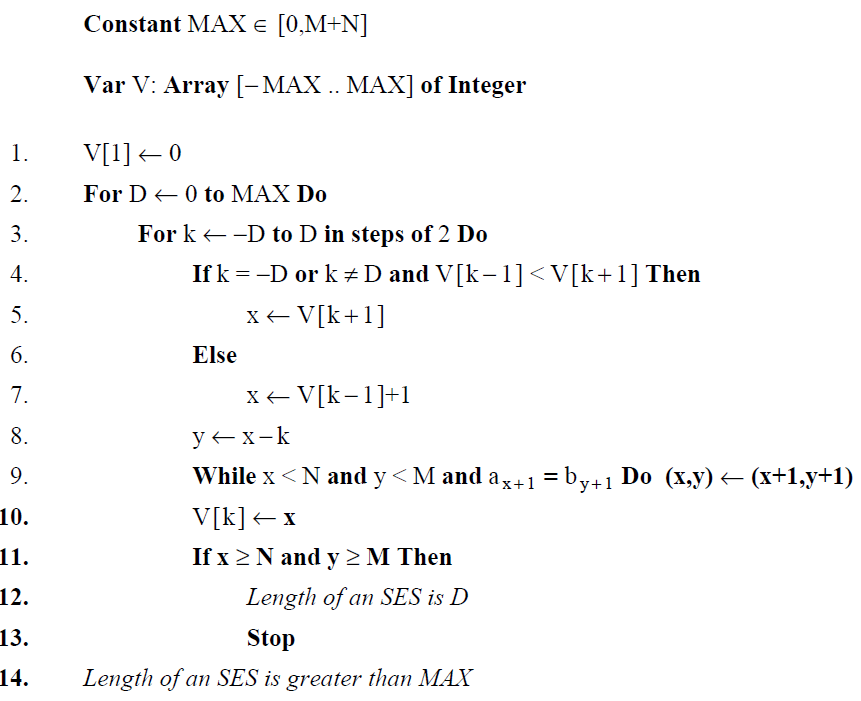 Constant MAX ∈ [0,M+N]
Var V: Array [−MAX .. MAX] of Integer
1. V[1] ← 0
2. For D ← 0 to MAX Do
3. For k ← −D to D in steps of 2 Do
4. If k = −D or k ≠ D and V[k−1] < V[k+1] Then
5. x ← V[k+1]
6. Else
7. x ← V[k−1]+1
8. y ← x−k
9. While x < N and y < M and a_{x+1} = b_{y+1} Do (x,y) ← (x+1,y+1)
10. V[k] ← x
11. If x ≥ N and y ≥ M Then
12. Length of an SES is D
13. Stop
14. Length of an SES is greater than MAX